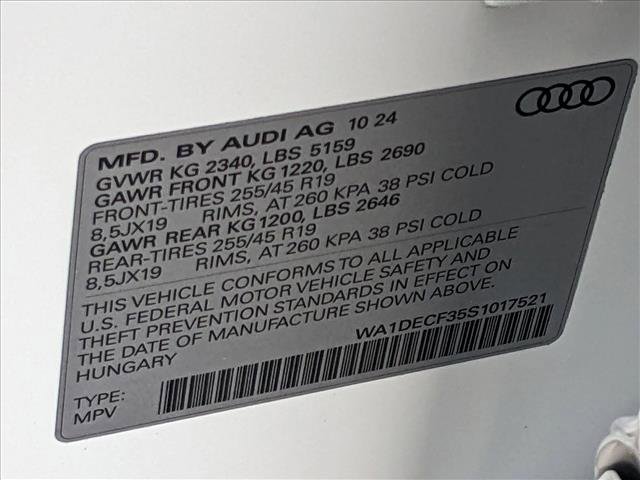 MFD. BY AUDI AG 10 24
GVWR KG 2340, LBS 5159
GAWR FRONT KG 1220, LBS 2690
FRONT-TIRES 255/45 R19
8,5JX19 RIMS, AT 260 KPA 38 PSI COLD
GAWR REAR KG 1200, LBS 2646
REAR-TIRES 255/45 R19
8,5JX19 RIMS, AT 260 KPA 38 PSI COLD
THIS VEHICLE CONFORMS TO ALL APPLICABLE
U.S. FEDERAL MOTOR VEHICLE SAFETY AND
THEFT PREVENTION STANDARDS IN EFFECT ON
THE DATE OF MANUFACTURE SHOWN ABOVE.
HUNGARY WA1DECF35S1017521
TYPE:
MPV